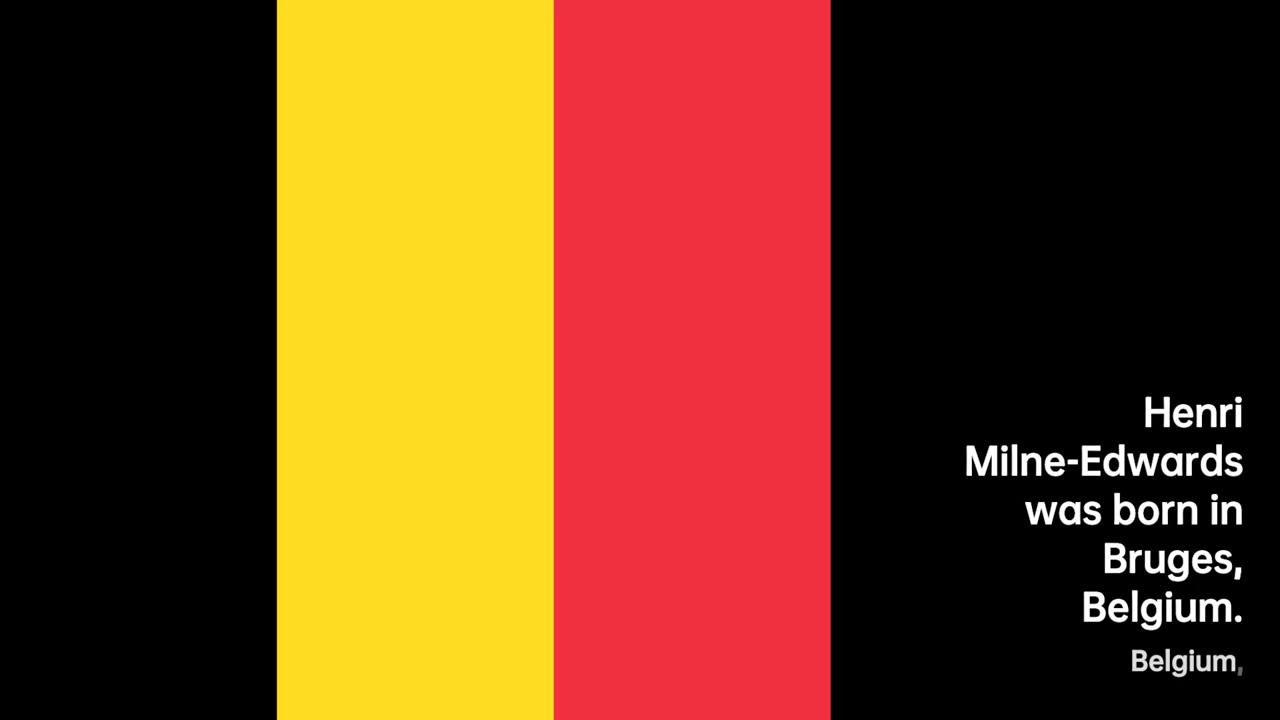 Henri
Milne-Edwards
was born in
Bruges,
Belgium.
Belgium,